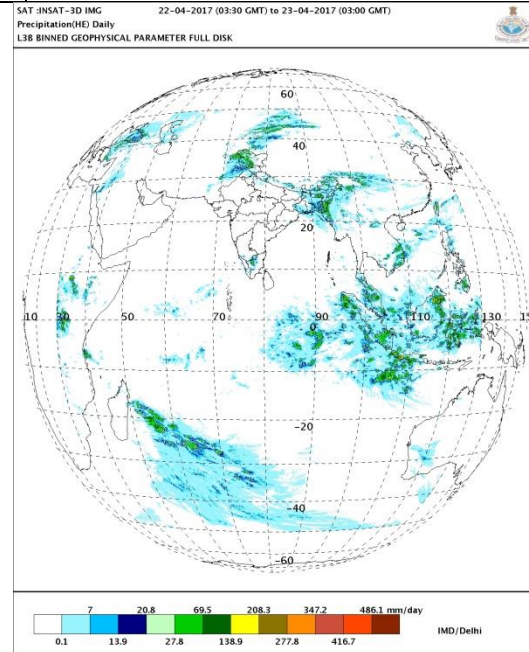 SAT :INSAT-3D IMG 22-04-2017 (03:30 GMT) to 23-04-2017 (03:00 GMT)
Precipitation(HE) Daily
L3B BINNED GEOPHYSICAL PARAMETER FULL DISK
60
40
20
10 30 50 70 90 110 130 15
0
-20
-40
-60
7 20.8 69.5 208.3 347.2 486.1 mm/day
0.1 13.9 27.8 138.9 277.8 416.7
IMD/Delhi